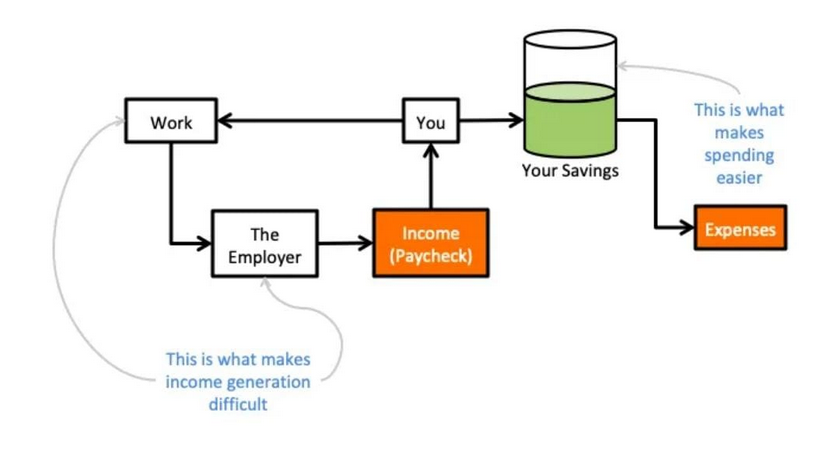 Work
You
Your Savings
This is what
makes
spending
easier
Expenses
The
Employer
Income
(Paycheck)
This is what makes
income generation
difficult